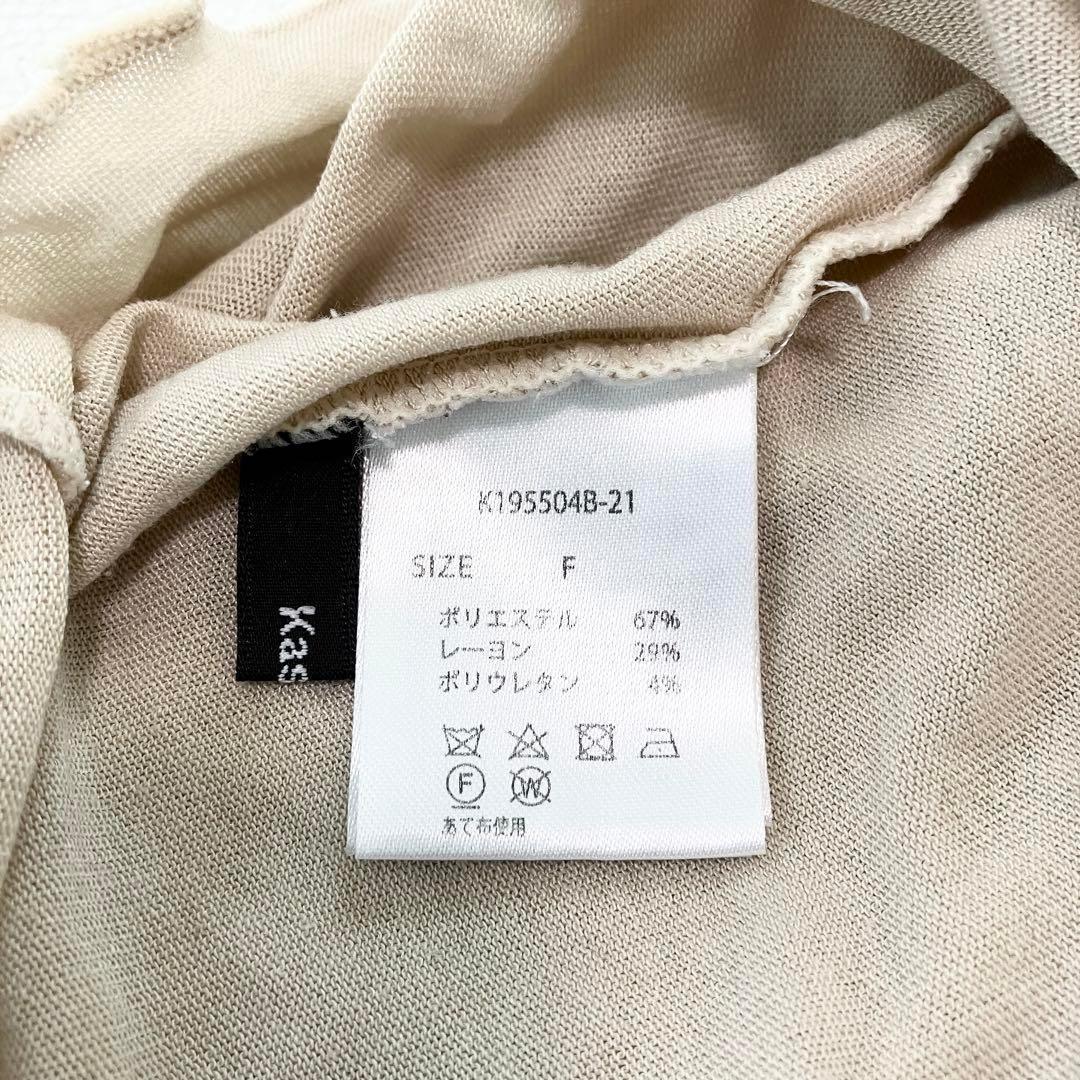 K195504B-21
SIZE F
ポリエステル 67%
レーヨン 29%
ポリウレタン 4%
F W
あて布使用
Kas